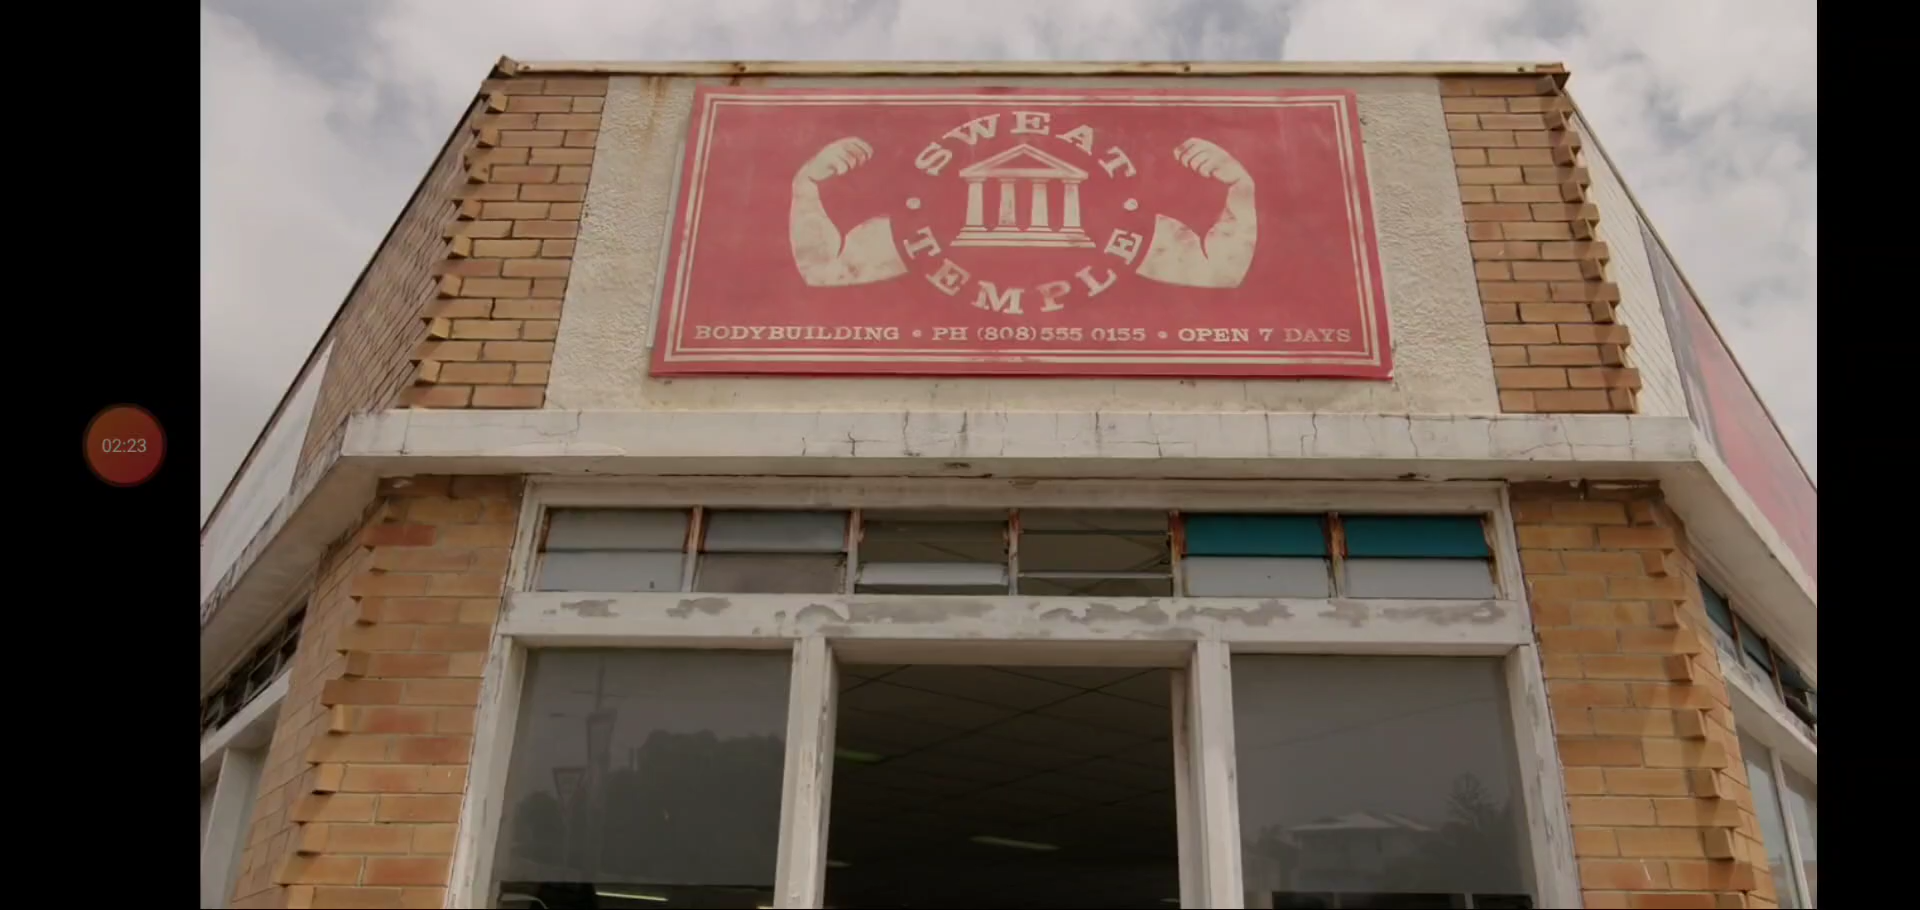 SWEAT
TEMPLE
BODYBUILDING • PH (808) 555 0155 • OPEN 7 DAYS
02:23